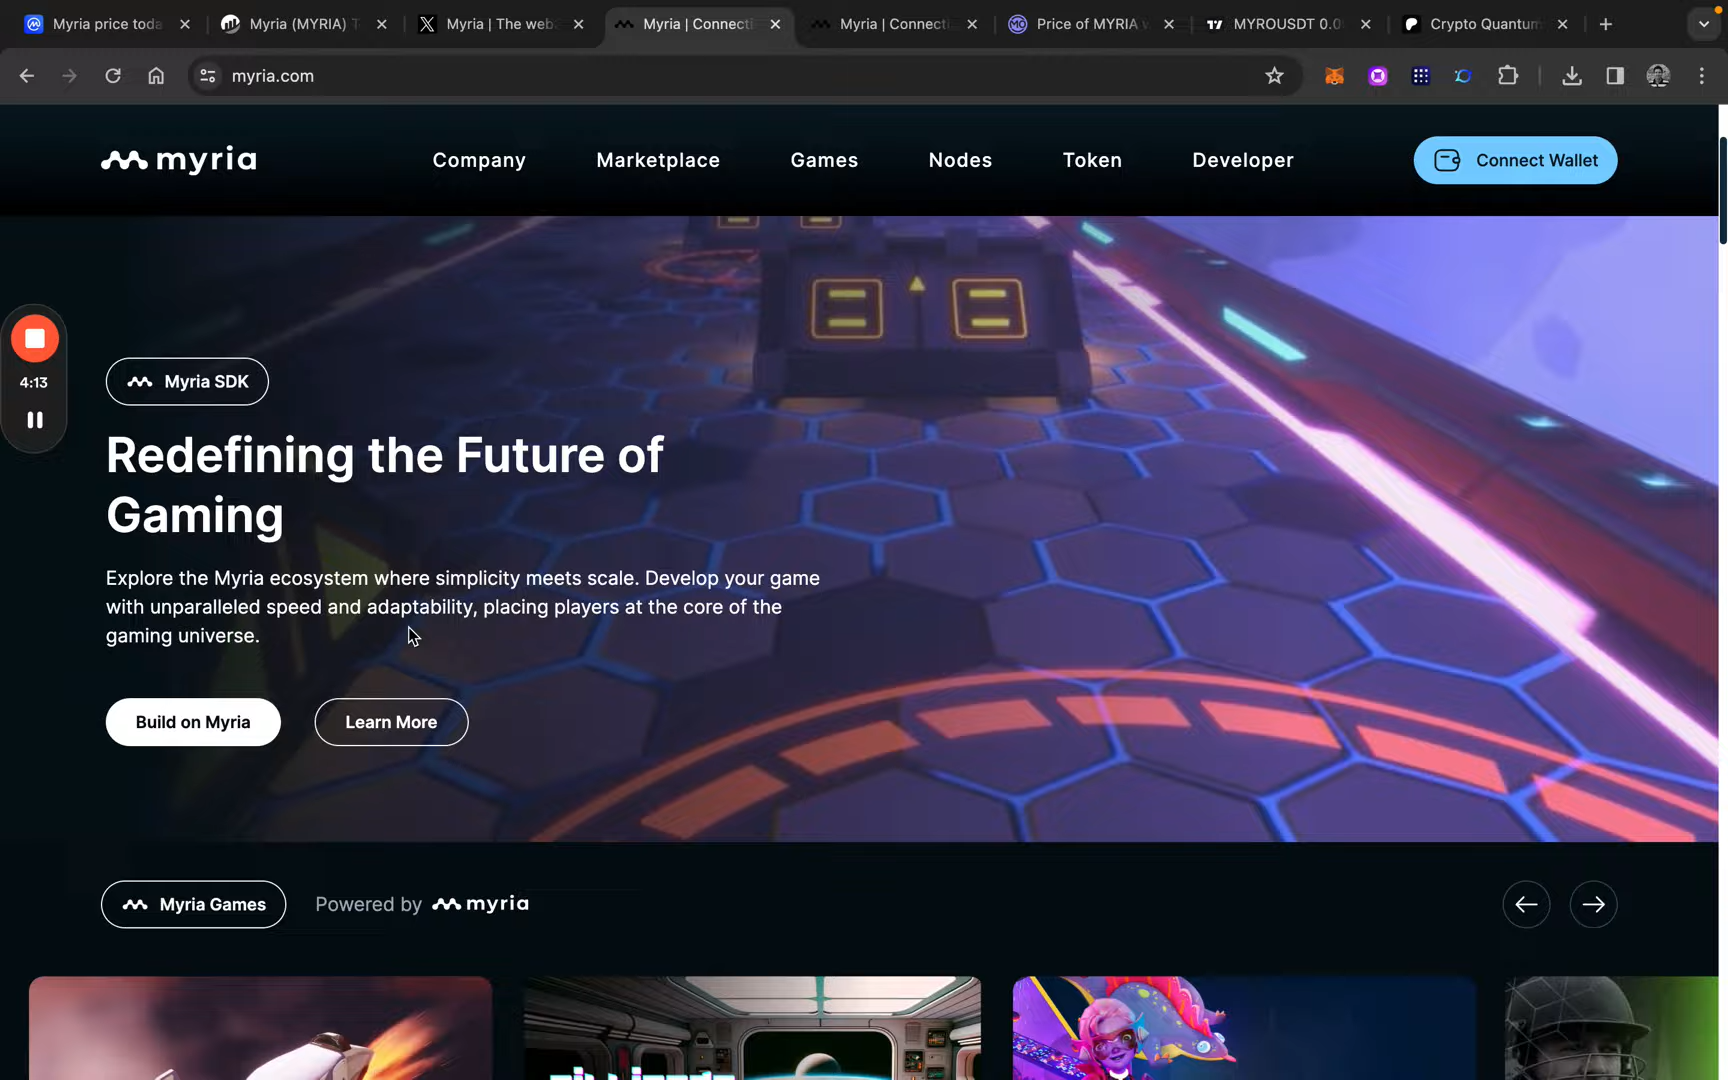 Myria price toda
Myria (MYRIA) T
Myria | The web
Myria | Connecti
Myria | Connecti
Price of MYRIA
MYROUSDT 0.0
Crypto Quantum
myria.com
myria
Company
Marketplace
Games
Nodes
Token
Developer
Connect Wallet
4:13
Myria SDK
Redefining the Future of
Gaming
Explore the Myria ecosystem where simplicity meets scale. Develop your game
with unparalleled speed and adaptability, placing players at the core of the
gaming universe.
Build on Myria
Learn More
Myria Games
Powered by myria